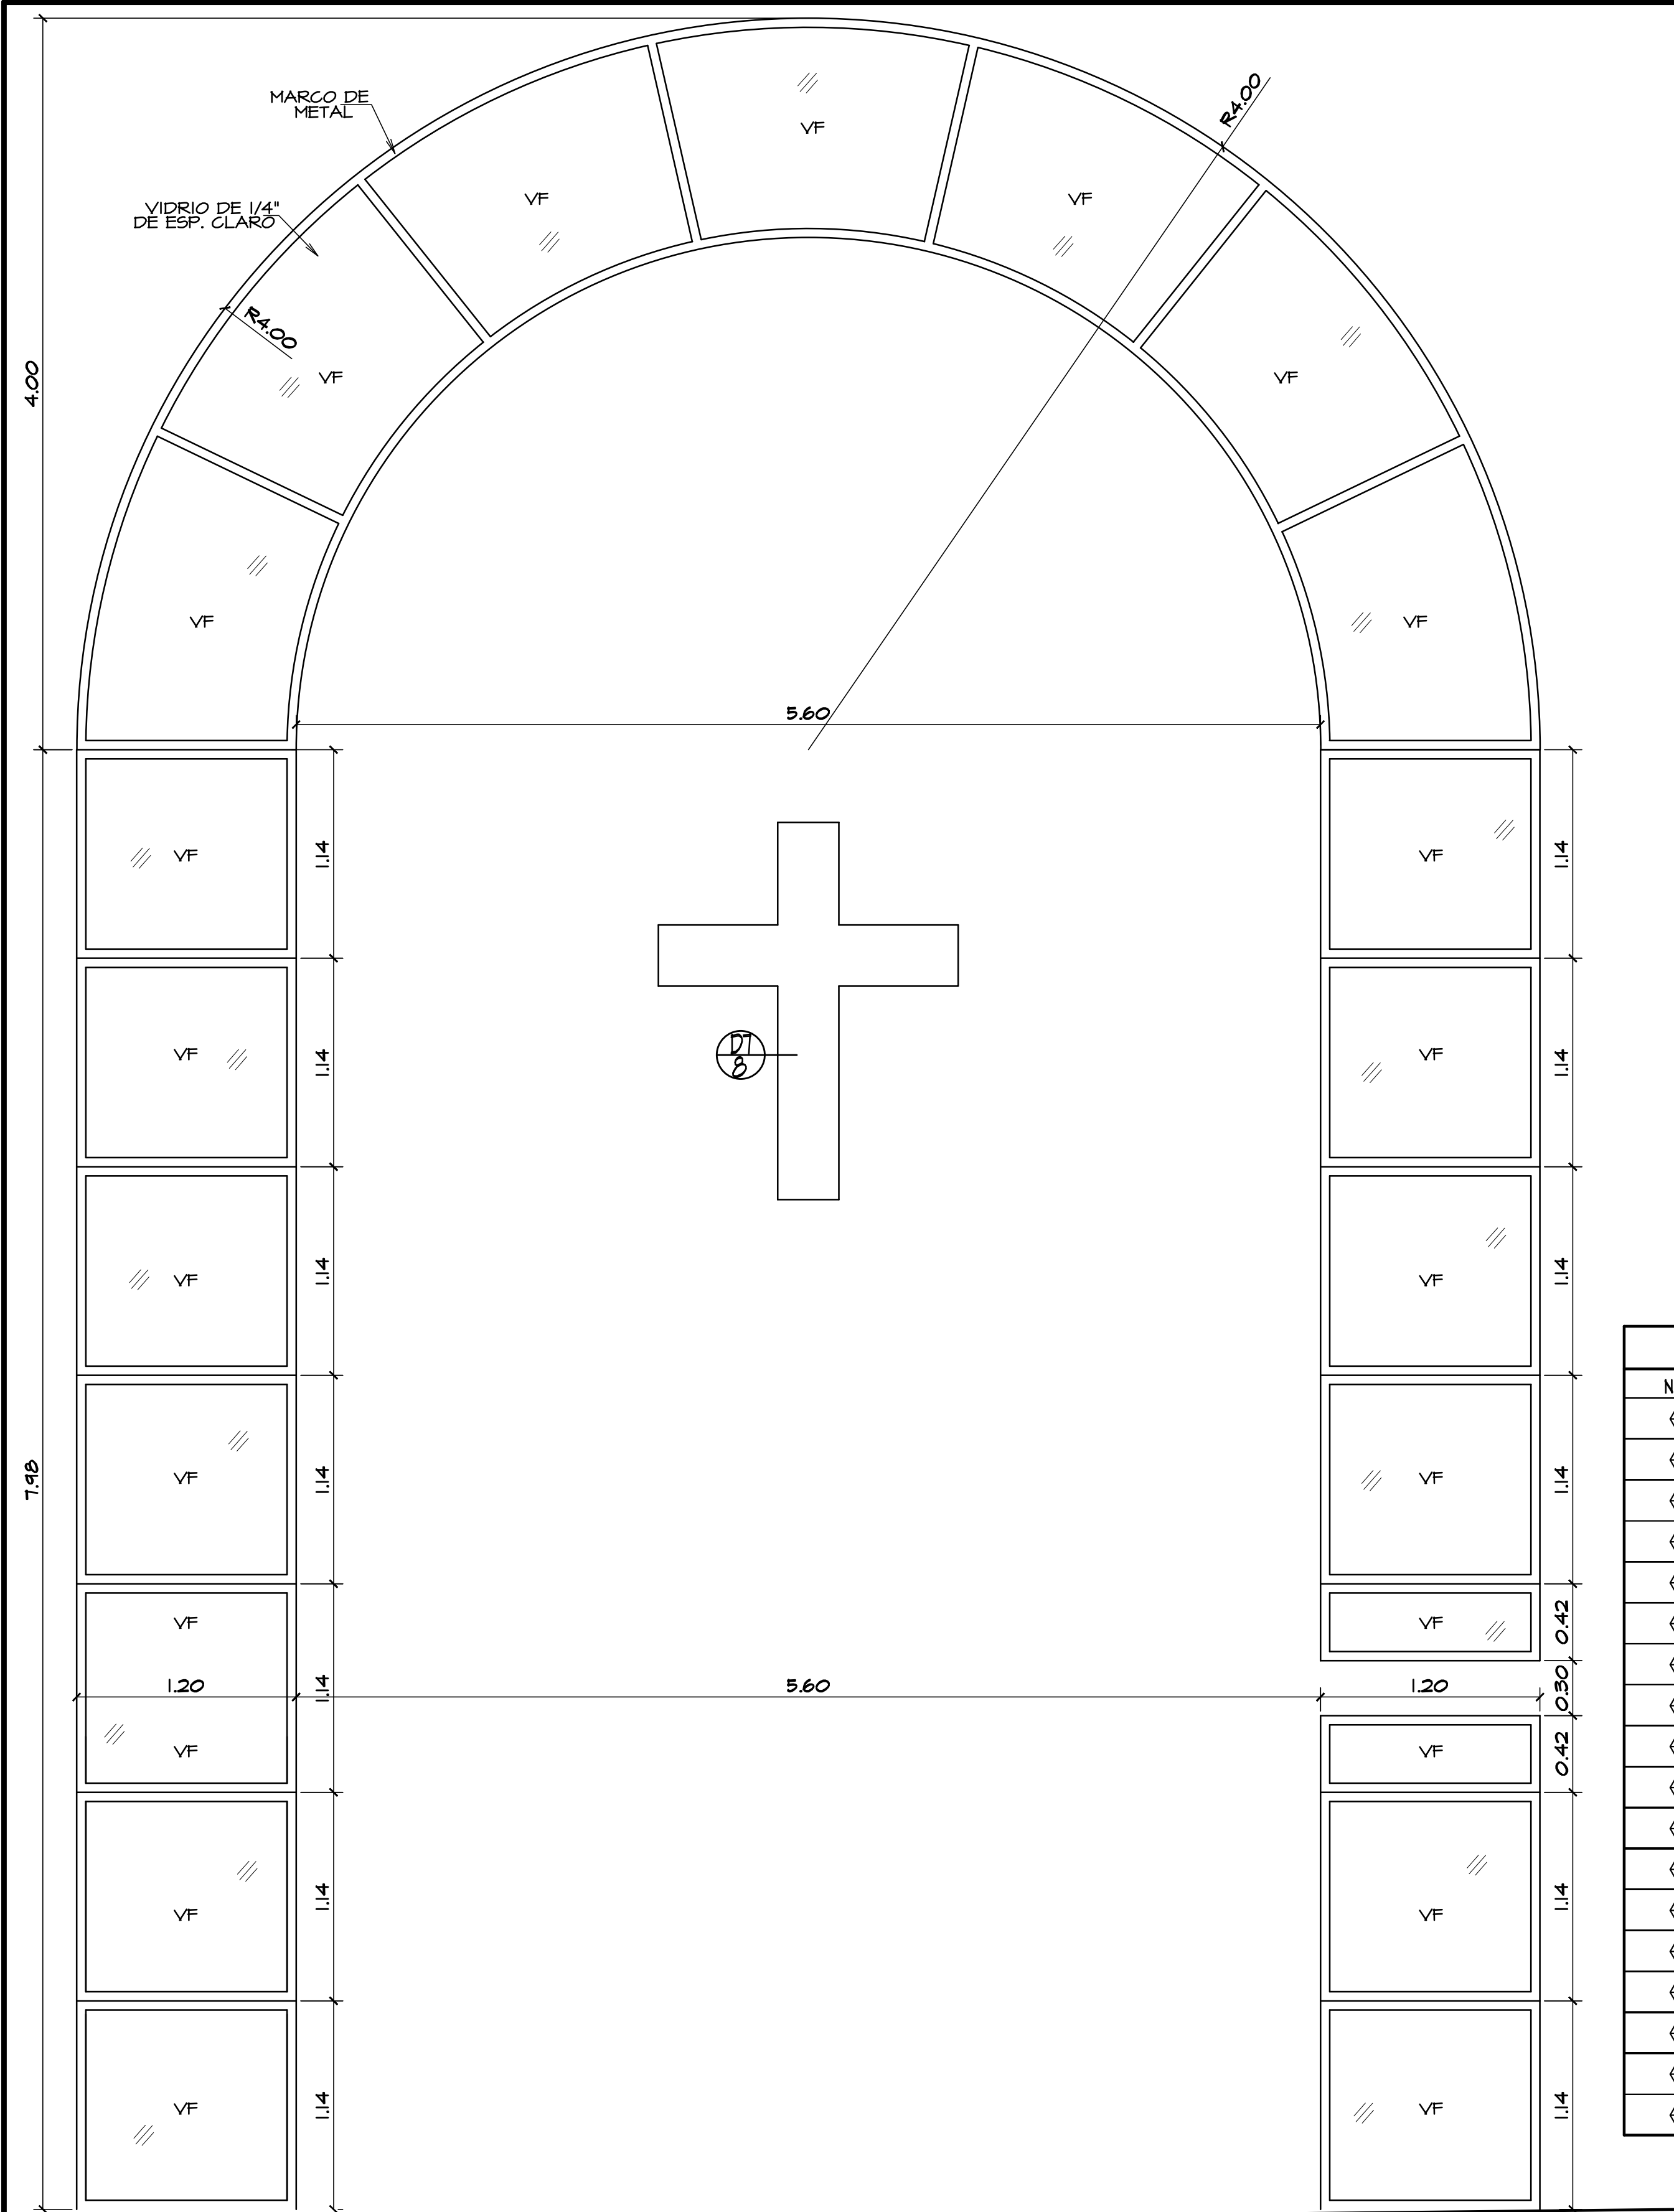 MARCO DE
METAL
R4.00
VF
VIDRIO DE 1/4"
DE ESP. CLARO
VF
VF
R4.00
VF
VF
4.00
VF
VF
5.60
VF
1.14
VF
1.14
VF
1.14
VF
1.14
D7
8
VF
1.14
VF
1.14
VF
1.14
VF
1.14
7.98
VF
VF
0.42
1.20
1.14
5.60
1.20
0.30
VF
VF
0.42
VF
1.14
VF
1.14
VF
1.14
VF
1.14